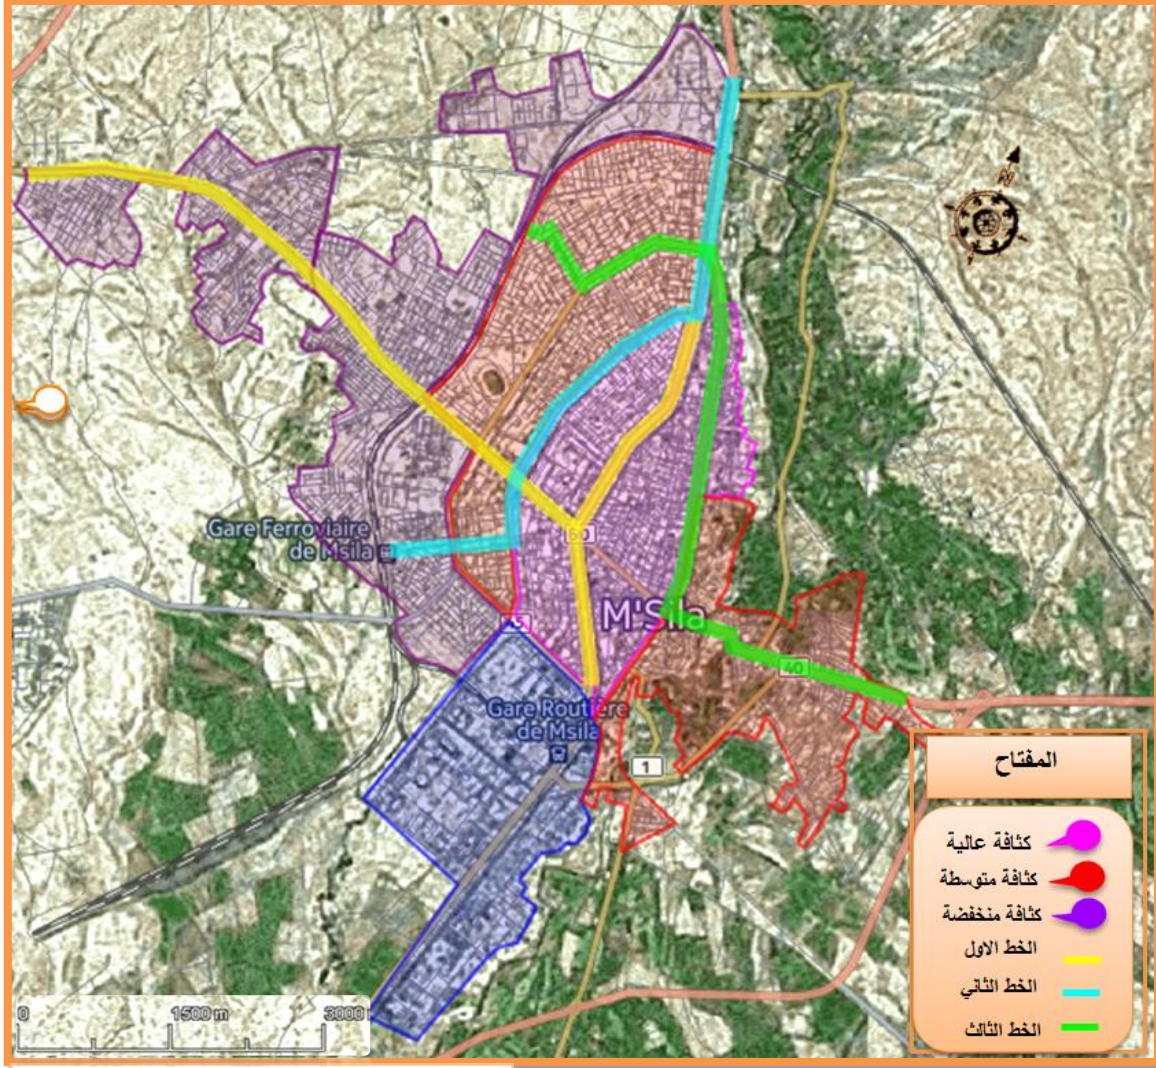 Gare Ferroviaire
de Msila
60
45
M'Sila
40
Gare Routière
de Msila
1
المفتاح
كثافة عالية
كثافة متوسطة
كثافة منخفضة
الخط الاول
الخط الثاني
الخط الثالث
0 1500 m 3000